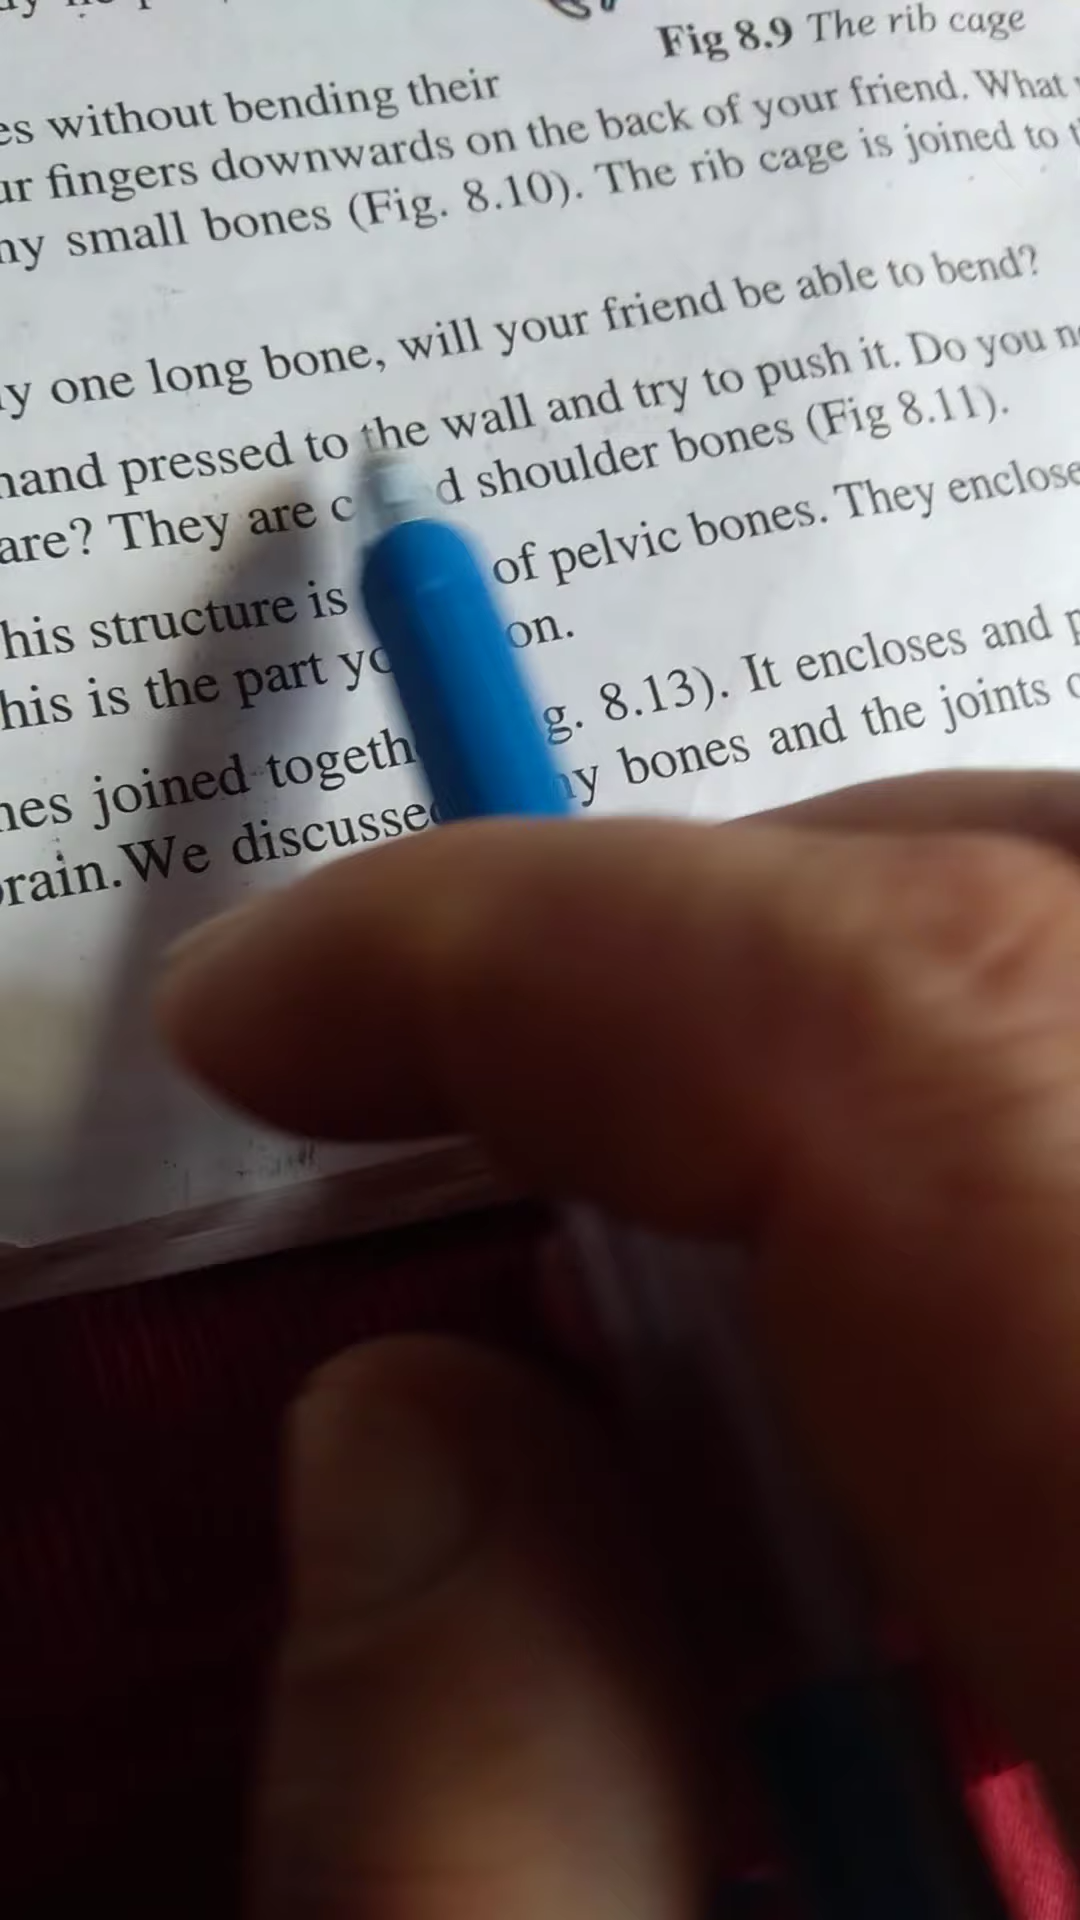 Fig 8.9 The rib cage
es without bending their
ur fingers downwards on the back of your friend. What
ny small bones (Fig. 8.10). The rib cage is joined to
y one long bone, will your friend be able to bend?
hand pressed to the wall and try to push it. Do you
are? They are c d shoulder bones (Fig 8.11).
his structure is of pelvic bones. They enclose
his is the part yo on.
nes joined togeth g. 8.13). It encloses and p
brain. We discussed ny bones and the joints